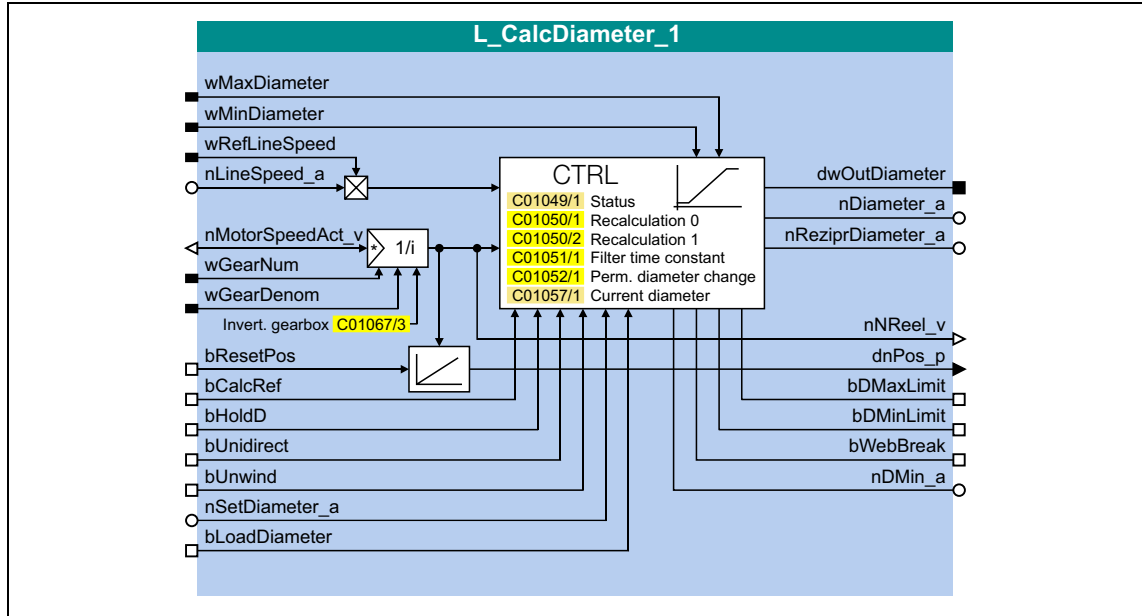 L_CalcDiameter_1
wMaxDiameter
wMinDiameter
wRefLineSpeed
nLineSpeed_a
nMotorSpeedAct_v
* 1/i
wGearNum
wGearDenom
Invert. gearbox C01067/3
bResetPos
bCalcRef
bHoldD
bUnidirect
bUnwind
nSetDiameter_a
bLoadDiameter
CTRL
C01049/1 Status
C01050/1 Recalculation 0
C01050/2 Recalculation 1
C01051/1 Filter time constant
C01052/1 Perm. diameter change
C01057/1 Current diameter
dwOutDiameter
nDiameter_a
nReziprDiameter_a
nNReel_v
dnPos_p
bDMaxLimit
bDMinLimit
bWebBreak
nDMin_a